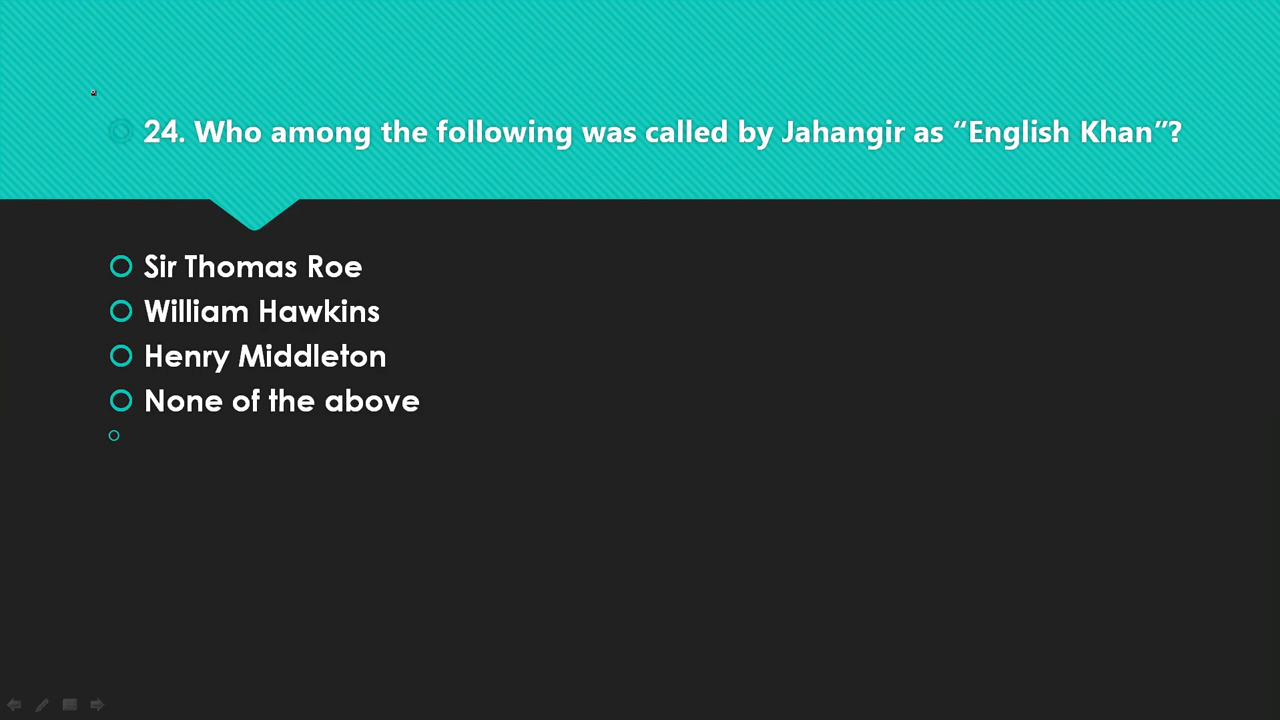 24. Who among the following was called by Jahangir as “English Khan”?
Sir Thomas Roe
William Hawkins
Henry Middleton
None of the above